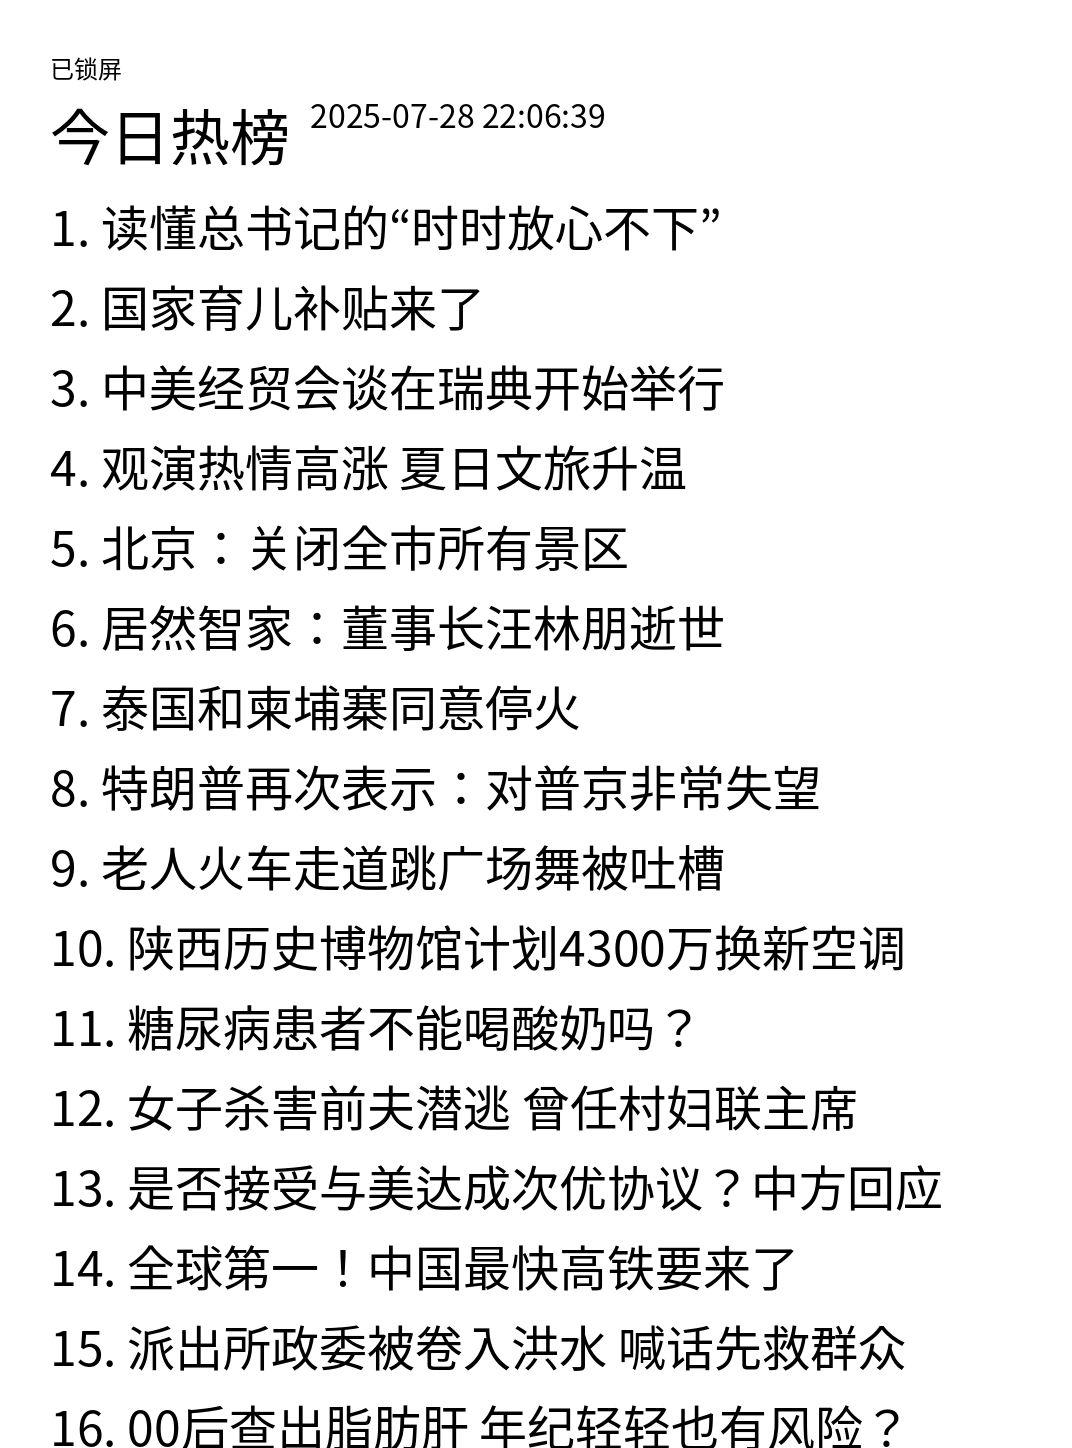 已锁屏
今日热榜 2025-07-28 22:06:39
1. 读懂总书记的“时时放心不下”
2. 国家育儿补贴来了
3. 中美经贸会谈在瑞典开始举行
4. 观演热情高涨 夏日文旅升温
5. 北京：关闭全市所有景区
6. 居然智家：董事长汪林朋逝世
7. 泰国和柬埔寨同意停火
8. 特朗普再次表示：对普京非常失望
9. 老人火车走道跳广场舞被吐槽
10. 陕西历史博物馆计划4300万换新空调
11. 糖尿病患者不能喝酸奶吗？
12. 女子杀害前夫潜逃 曾任村妇联主席
13. 是否接受与美达成次优协议？中方回应
14. 全球第一！中国最快高铁要来了
15. 派出所政委被卷入洪水 喊话先救群众
16. 00后查出脂肪肝 年纪轻轻也有风险？